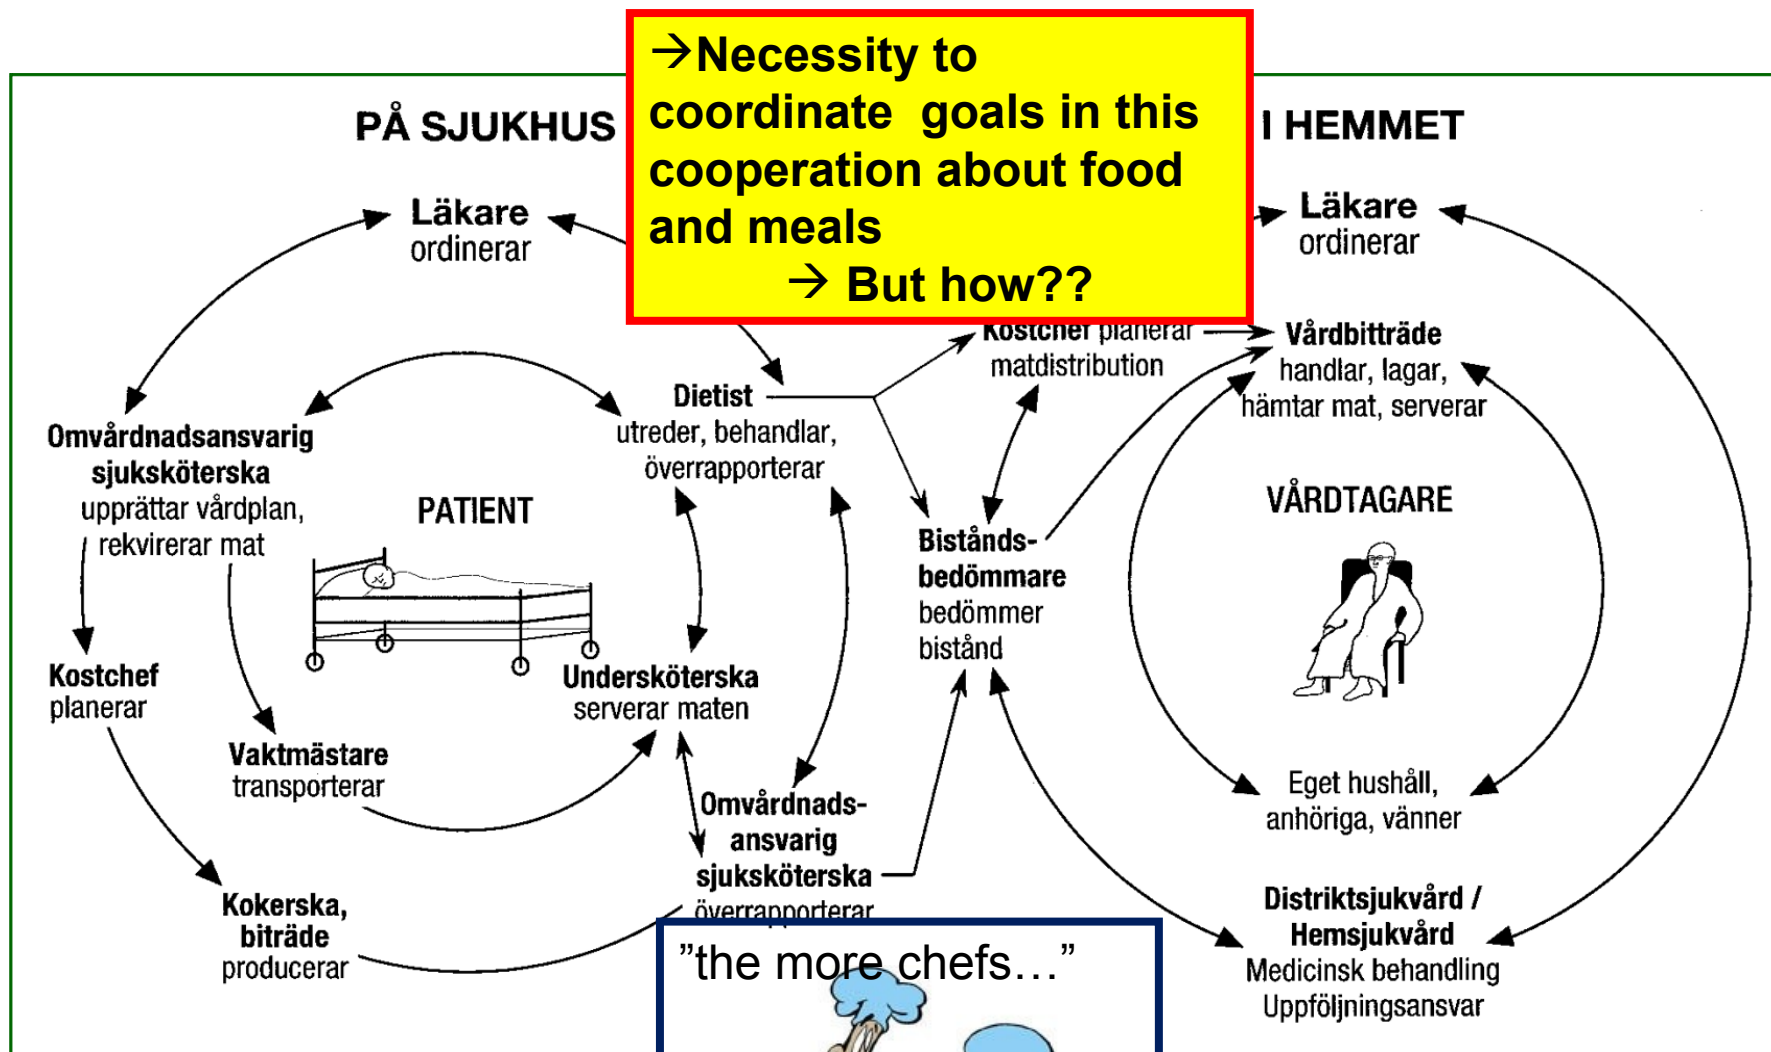 →Necessity to
coordinate goals in this
cooperation about food
and meals
→ But how??
PÅ SJUKHUS
I HEMMET
Läkare
ordinerar
Läkare
ordinerar
Kostchef planerar
matdistribution
Vårdbitträde
handlar, lagar,
hämtar mat, serverar
Dietist
utreder, behandlar,
överrapporterar
Omvårdnadsansvarig
sjuksköterska
upprättar vårdplan,
rekvirerar mat
PATIENT
VÅRDTAGARE
Bistånds-
bedömmare
bedömmer
bistånd
Kostchef
planerar
Undersköterska
serverar maten
Vaktmästare
transporterar
Eget hushåll,
anhöriga, vänner
Omvårdnads-
ansvarig
sjuksköterska
överrapporterar
Kokerska,
biträde
producerar
Distriktsjukvård /
Hemsjukvård
Medicinsk behandling
Uppföljningsansvar
”the more chefs…”